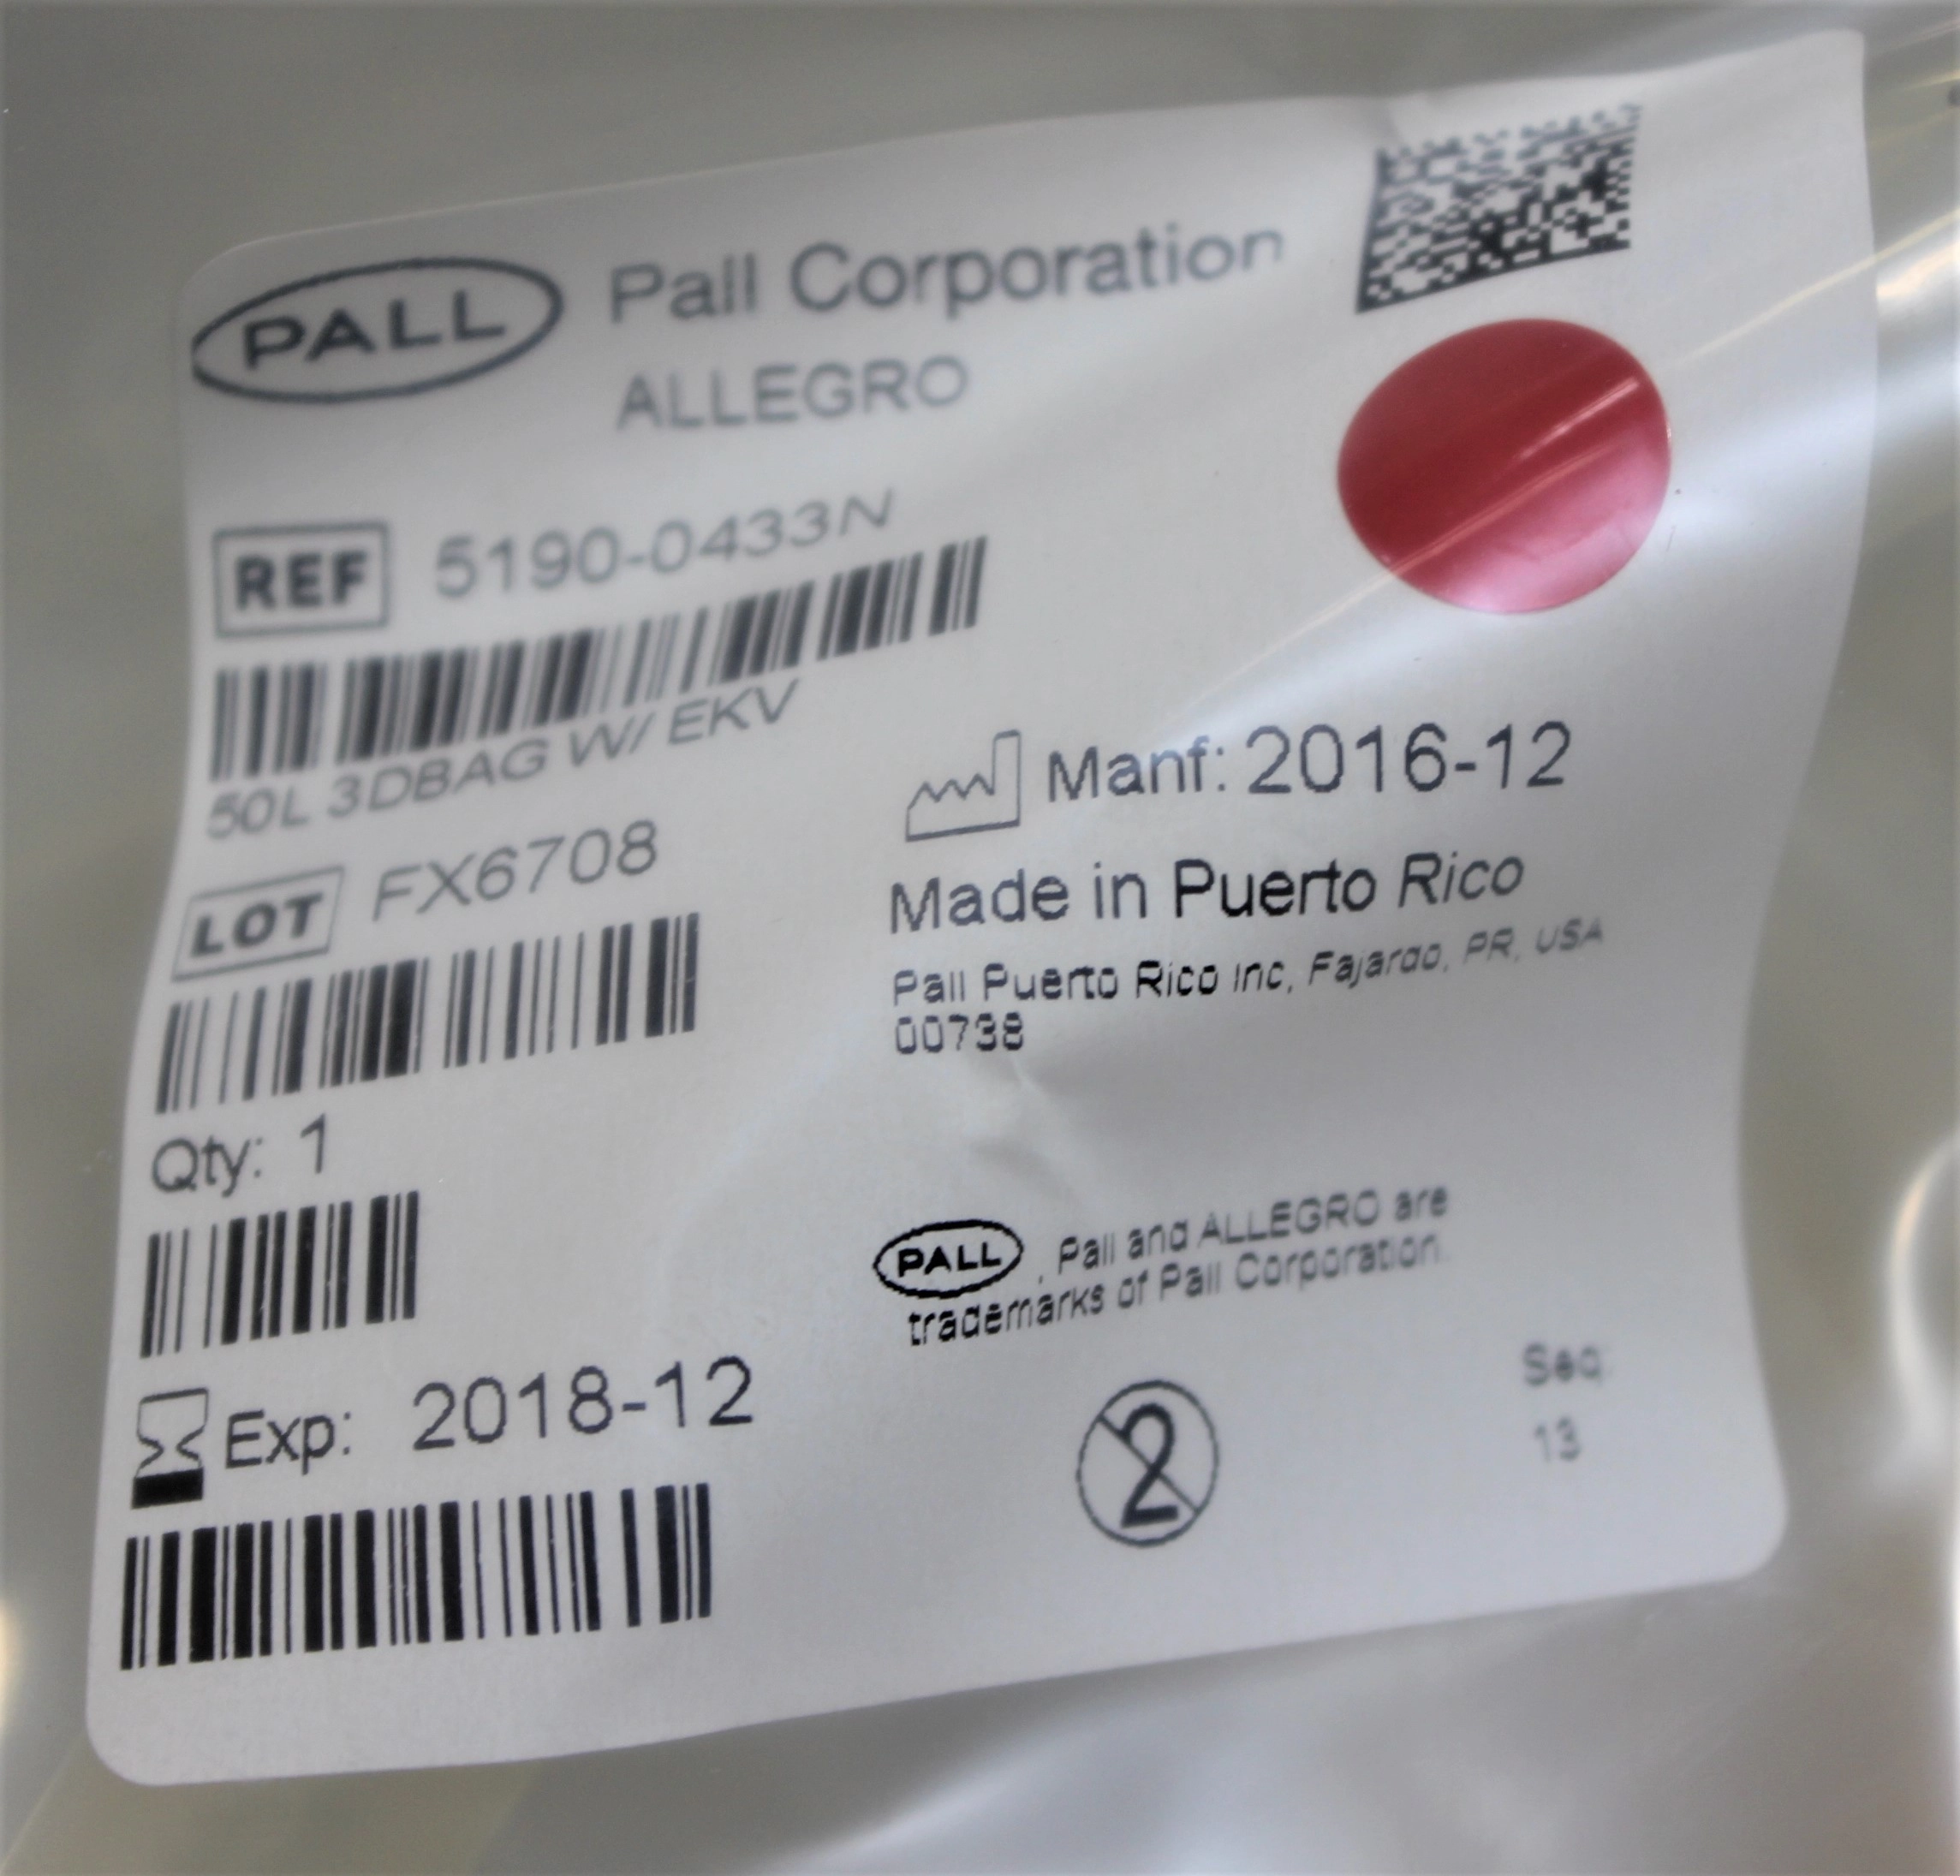 PALL Pall Corporation
ALLEGRO
REF 5190-0433N
50L 3DBAG W/ EKV
LOT FX6708
Qty: 1
Exp: 2018-12
Manf: 2016-12
Made in Puerto Rico
Pall Puerto Rico Inc, Fajardo, PR, USA
00738
PALL , Pall and ALLEGRO are
trademarks of Pall Corporation.
2
Seq:
13